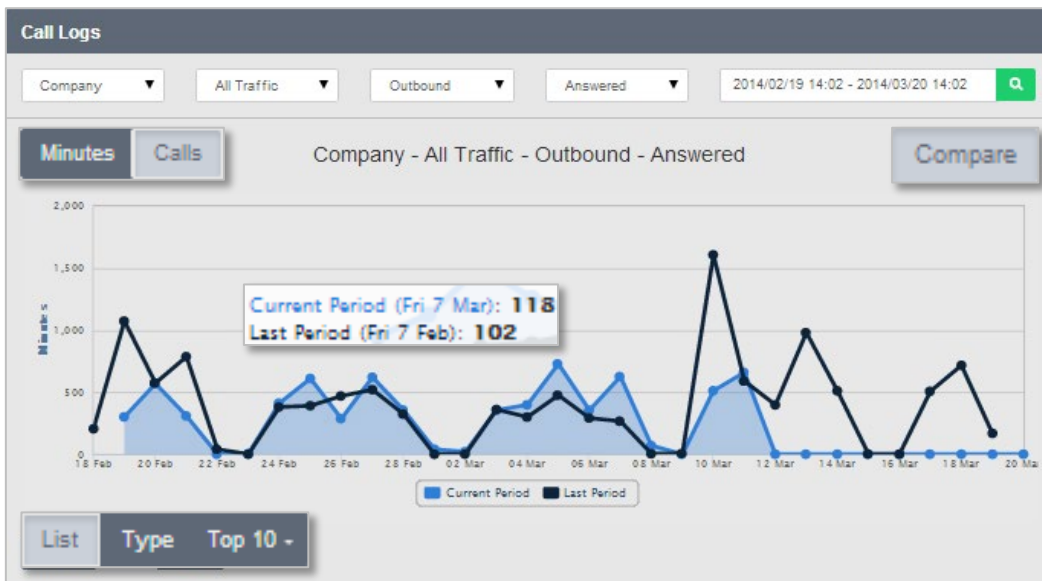 Call Logs
Company ▼ All Traffic ▼ Outbound ▼ Answered ▼ 2014/02/19 14:02 - 2014/03/20 14:02
Minutes Calls
Company - All Traffic - Outbound - Answered
Compare
2,000
1,500
1,000
500
0
Minutes
Current Period (Fri 7 Mar): 118
Last Period (Fri 7 Feb): 102
18 Feb 20 Feb 22 Feb 24 Feb 26 Feb 28 Feb 02 Mar 04 Mar 06 Mar 08 Mar 10 Mar 12 Mar 14 Mar 16 Mar 18 Mar 20 Ma
Current Period Last Period
List Type Top 10 -